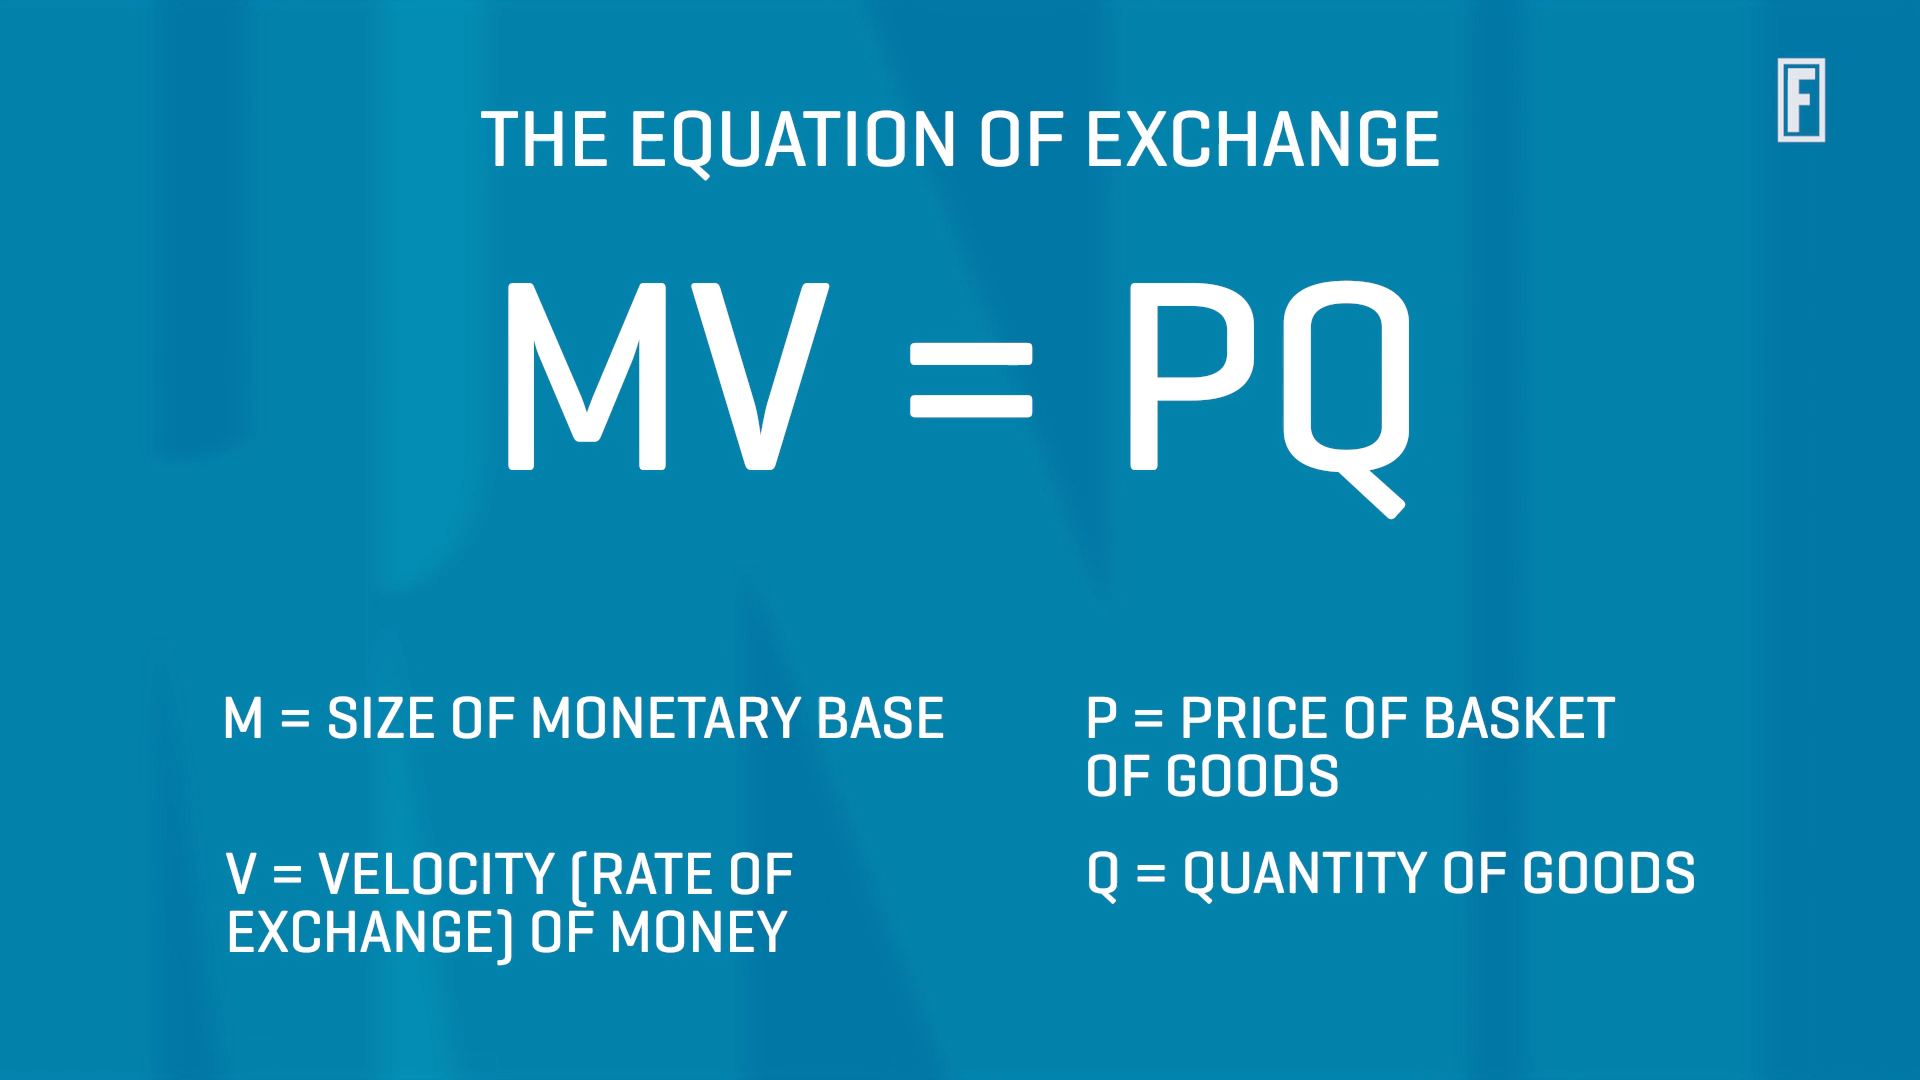 THE EQUATION OF EXCHANGE
F
MV = PQ
M = SIZE OF MONETARY BASE
V = VELOCITY (RATE OF
EXCHANGE) OF MONEY
P = PRICE OF BASKET
OF GOODS
Q = QUANTITY OF GOODS